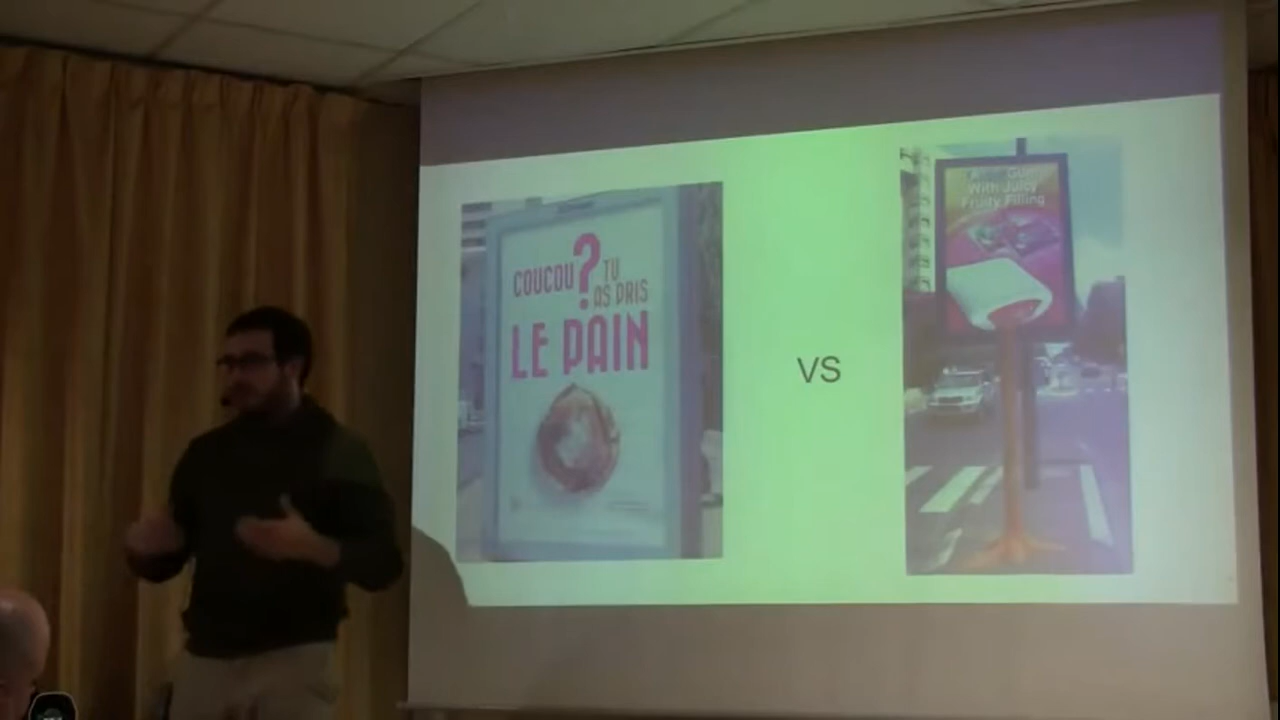 COUCOU ? TU
AS PRIS
LE PAIN
VS
With Juicy
Fruity Filling